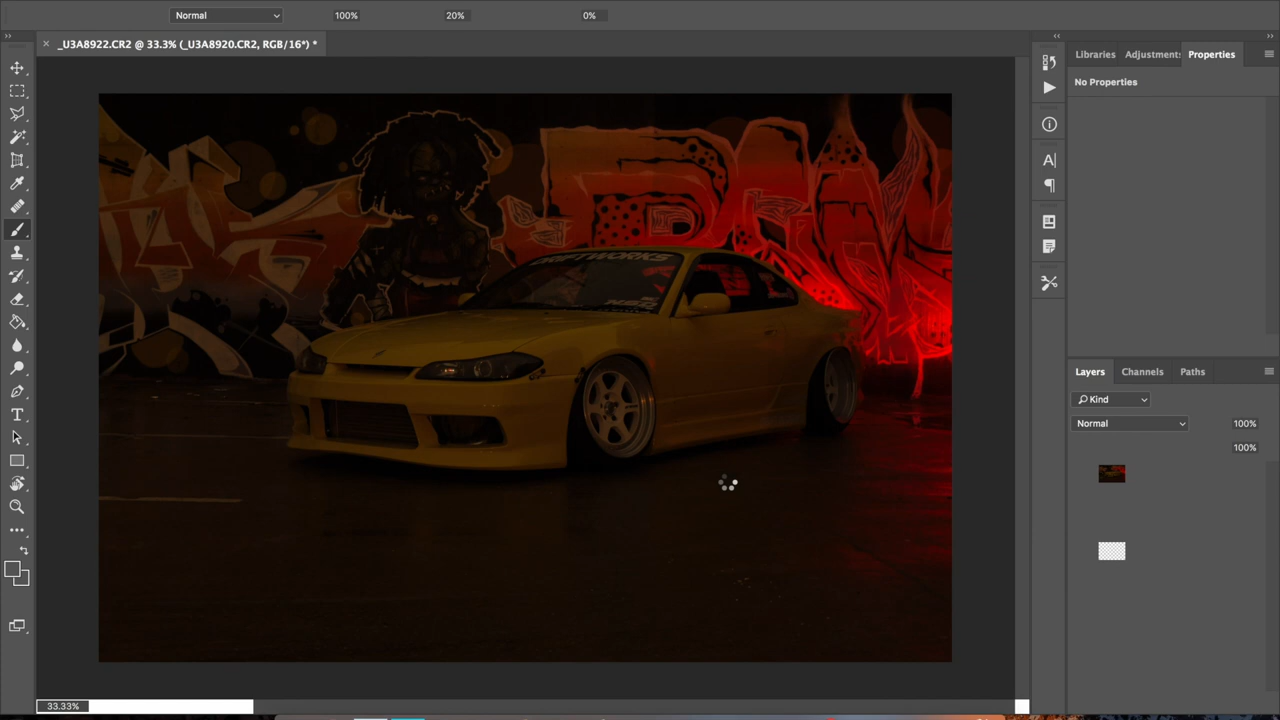 Normal
100%
20%
0%
_U3A8922.CR2 @ 33.3% (_U3A8920.CR2, RGB/16*) *
Libraries
Adjustments
Properties
No Properties
DRIFTWORKS
Layers
Channels
Paths
Kind
Normal
100%
100%
33.33%